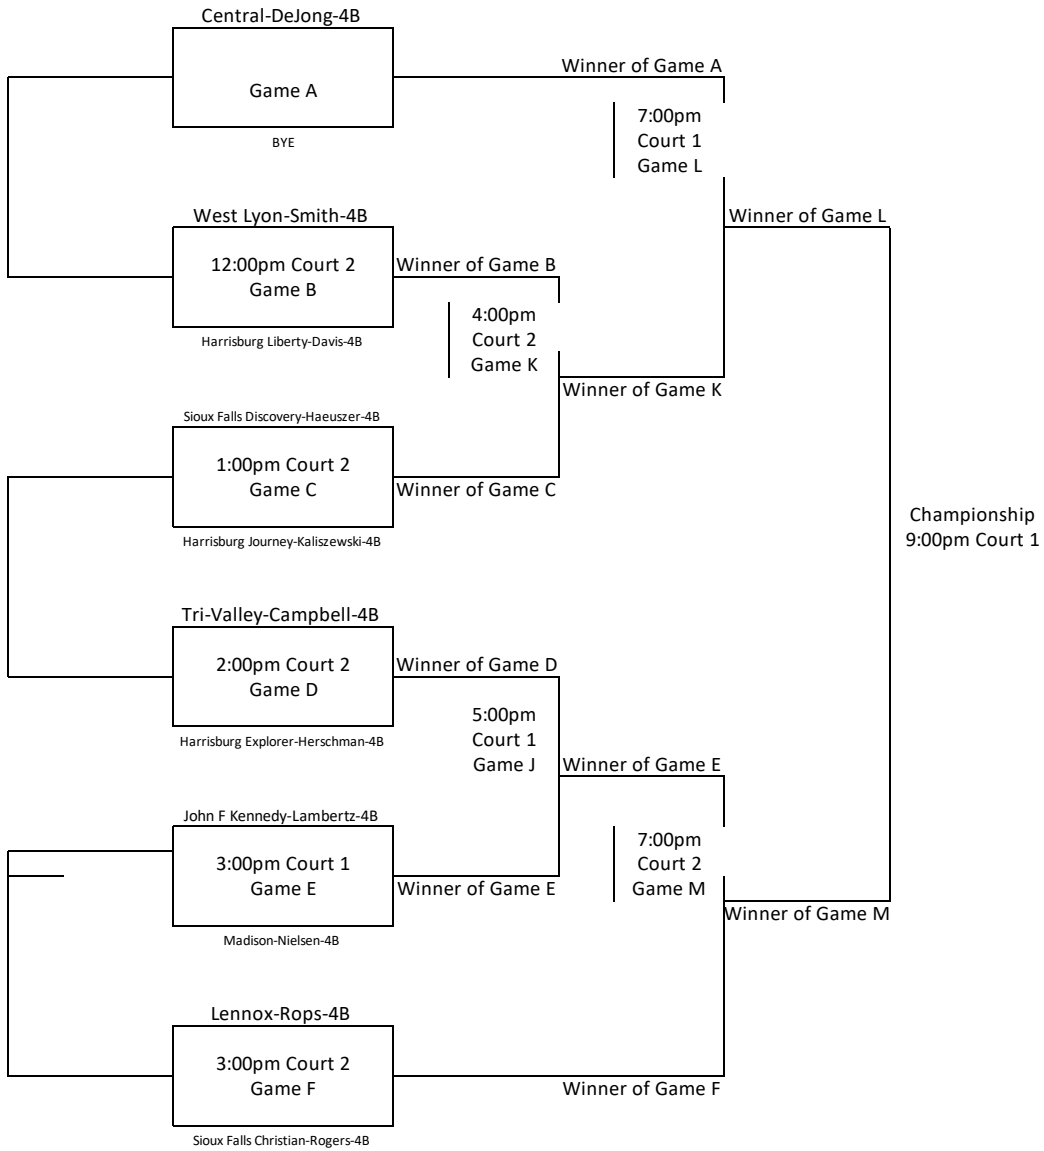 Central-DeJong-4B
Winner of Game A
Game A
7:00pm
Court 1
Game L
BYE
West Lyon-Smith-4B
Winner of Game L
12:00pm Court 2
Game B
Winner of Game B
4:00pm
Court 2
Game K
Harrisburg Liberty-Davis-4B
Winner of Game K
Sioux Falls Discovery-Haeuszer-4B
1:00pm Court 2
Game C
Winner of Game C
Championship
9:00pm Court 1
Harrisburg Journey-Kaliszewski-4B
Tri-Valley-Campbell-4B
2:00pm Court 2
Game D
Winner of Game D
5:00pm
Court 1
Game J
Harrisburg Explorer-Herschman-4B
Winner of Game E
John F Kennedy-Lambertz-4B
3:00pm Court 1
Game E
Winner of Game E
7:00pm
Court 2
Game M
Winner of Game M
Madison-Nielsen-4B
Lennox-Rops-4B
3:00pm Court 2
Game F
Winner of Game F
Sioux Falls Christian-Rogers-4B